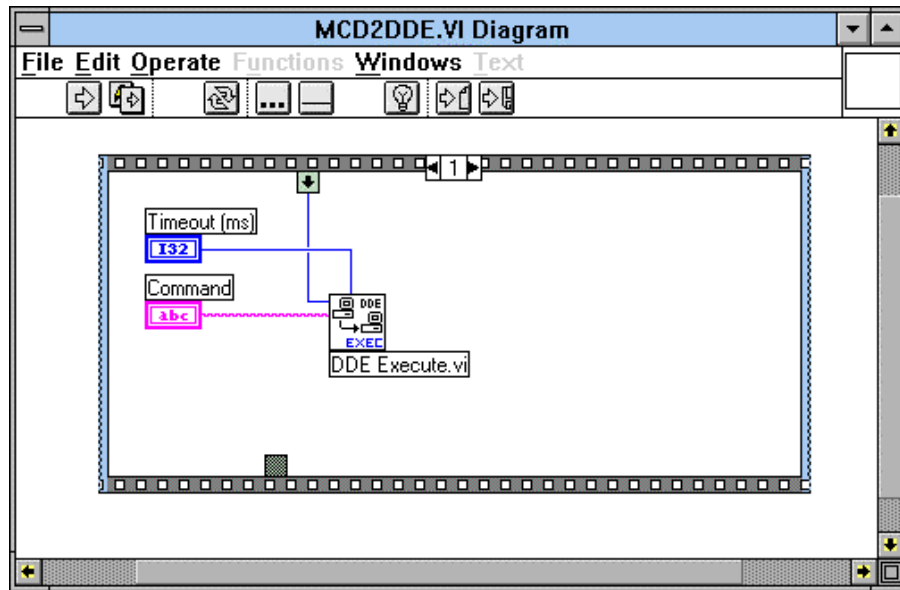 MCD2DDE.VI Diagram
File Edit Operate Functions Windows Text
1
Timeout (ms)
I32
Command
abc
DDE
EXEC
DDE Execute.vi